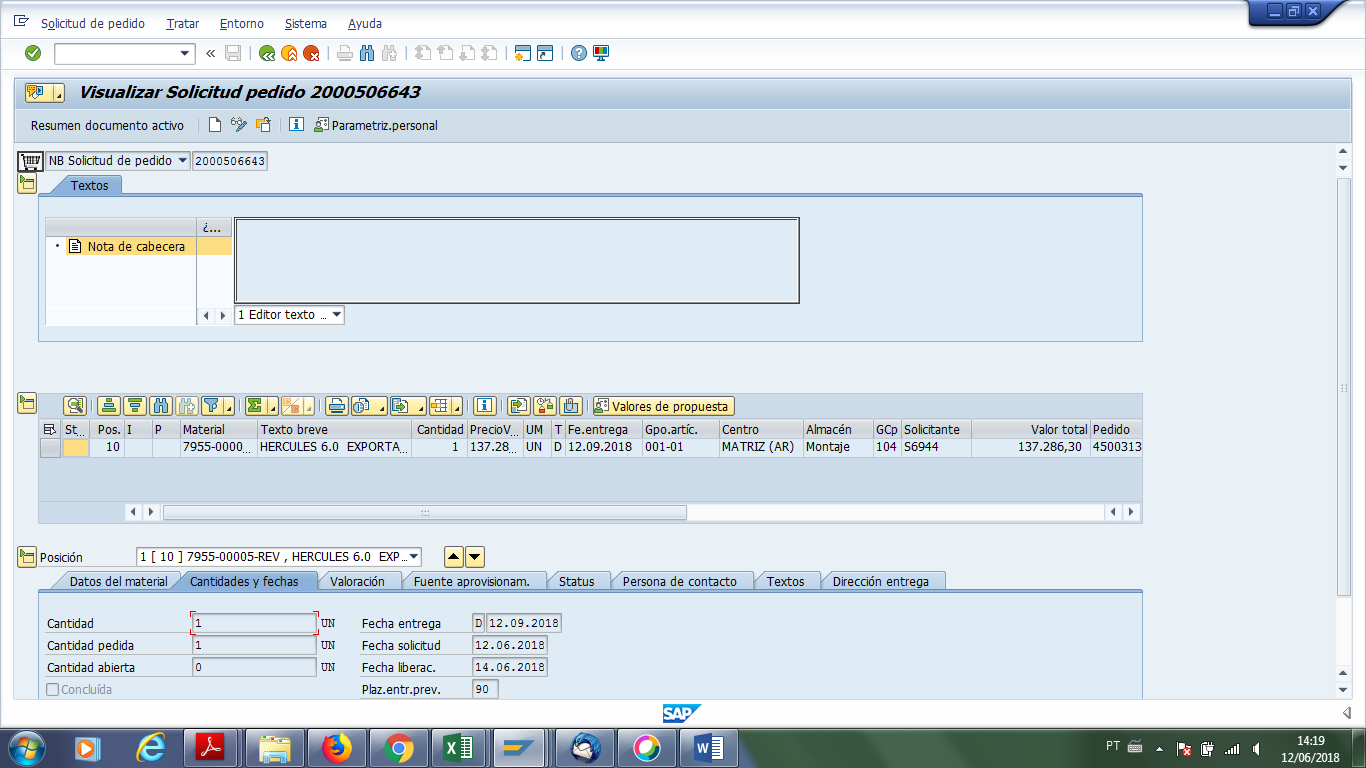 Solicitud de pedido Tratar Entorno Sistema Ayuda
Visualizar Solicitud pedido 2000506643
Resumen documento activo Parametriz.personal
NB Solicitud de pedido 2000506643
Textos
¿...
Nota de cabecera
1 Editor texto ...
Valores de propuesta
St... Pos. I P Material Texto breve Cantidad PrecioV... UM T Fe.entrega Gpo.artíc. Centro Almacén GCp Solicitante Valor total Pedido
10 7955-0000... HERCULES 6.0 EXPORTA... 1 137.28... UN D 12.09.2018 001-01 MATRIZ (AR) Montaje 104 S6944 137.286,30 4500313
Posición 1 [ 10 ] 7955-00005-REV , HERCULES 6.0 EXP...
Datos del material Cantidades y fechas Valoración Fuente aprovisionam. Status Persona de contacto Textos Dirección entrega
Cantidad 1 UN Fecha entrega D 12.09.2018
Cantidad pedida 1 UN Fecha solicitud 12.06.2018
Cantidad abierta 0 UN Fecha liberac. 14.06.2018
Concluída Plaz.entr.prev. 90
SAP
PT 14:19
12/06/2018